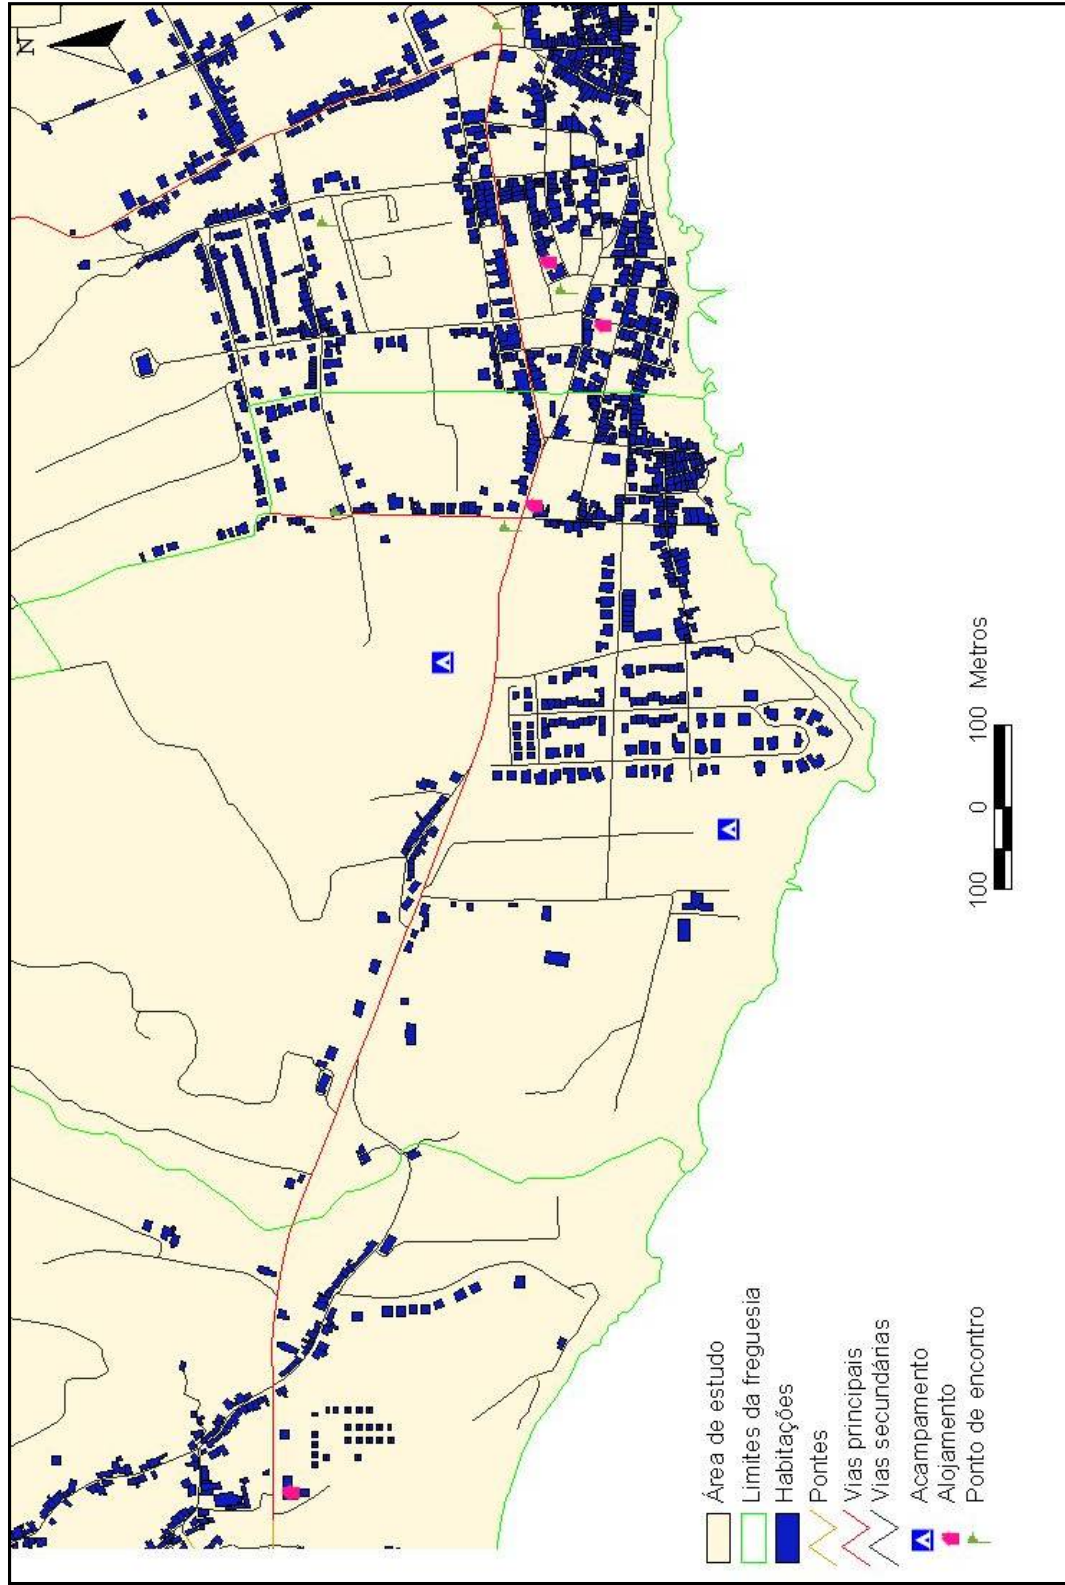 N
Área de estudo
Limites da freguesia
Habitações
Pontes
Vias principais
Vias secundárias
Acampamento
Alojamento
Ponto de encontro
100 0 100 Metros